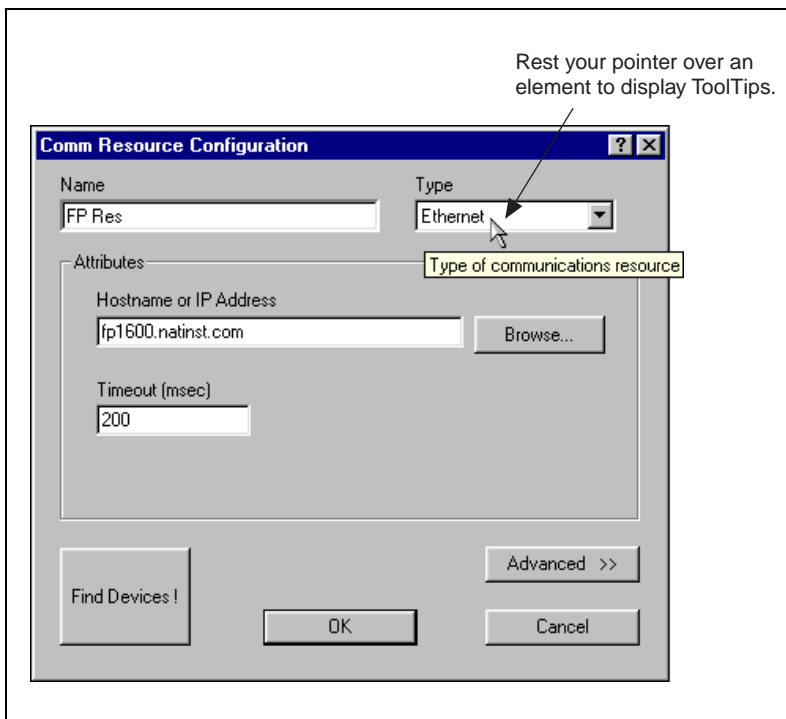 Rest your pointer over an
element to display ToolTips.
Comm Resource Configuration
Name
Type
FP Res
Ethernet
Type of communications resource
Attributes
Hostname or IP Address
fp1600.natinst.com
Browse...
Timeout (msec)
200
Find Devices !
Advanced >>
OK
Cancel